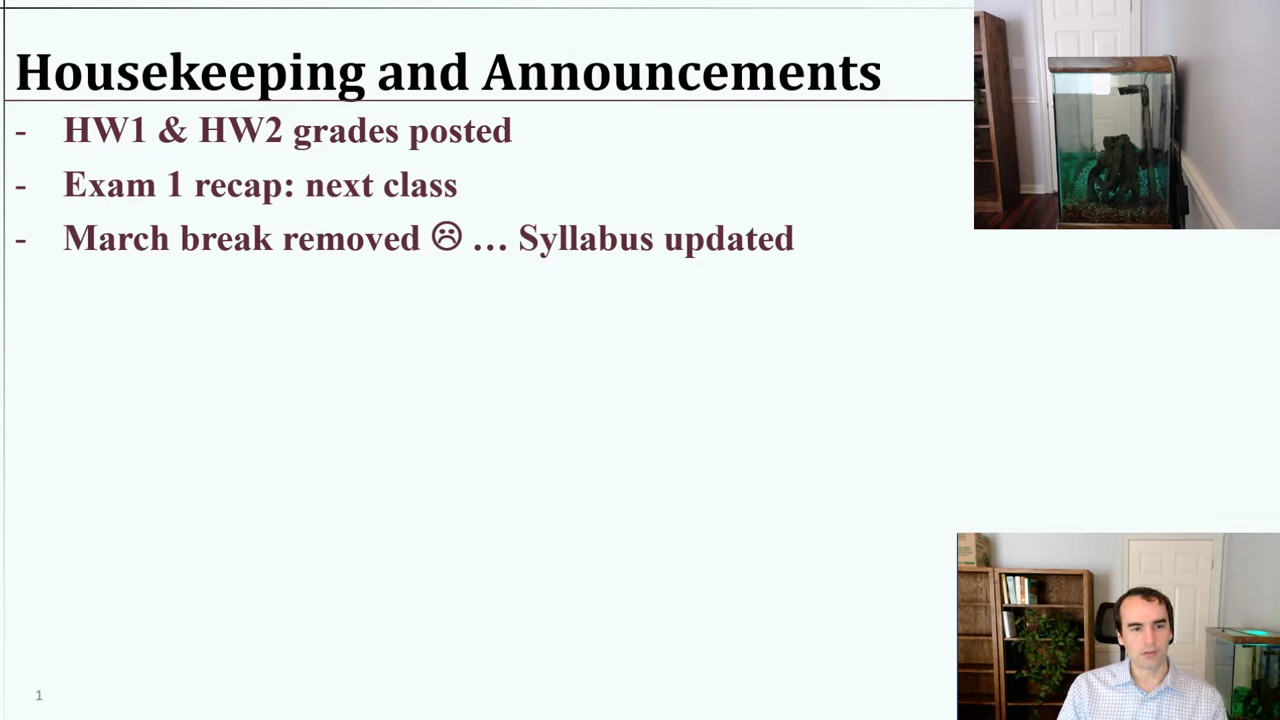 Housekeeping and Announcements
- HW1 & HW2 grades posted
- Exam 1 recap: next class
- March break removed ☹ … Syllabus updated
1